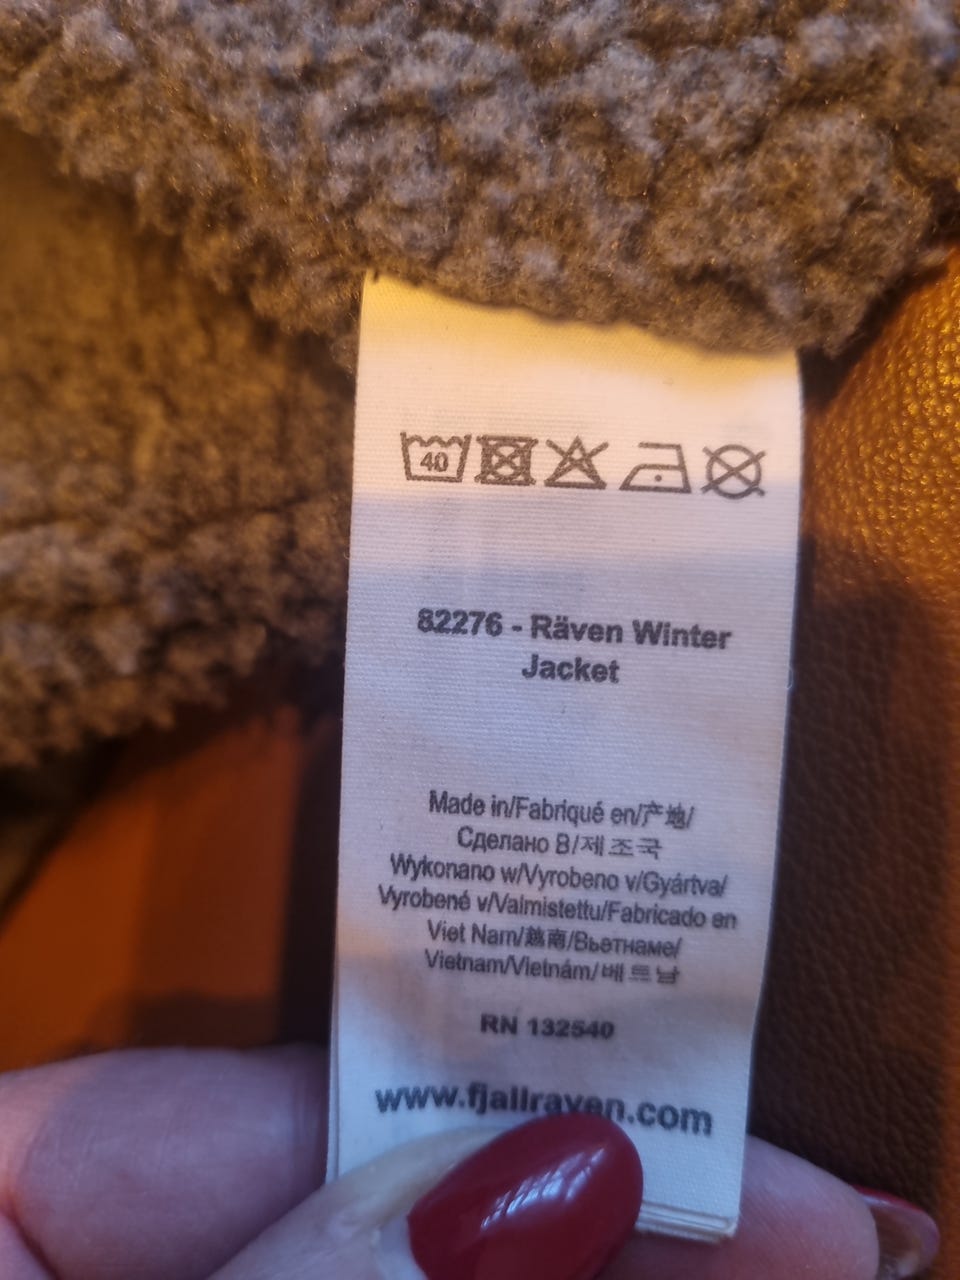 40
82276 - Räven Winter
Jacket
Made in/Fabriqué en/产地/
Сделано В/제조국
Wykonano w/Vyrobeno v/Gyártva/
Vyrobené v/Valmistettu/Fabricado en
Viet Nam/越南/Вьетнаме/
Vietnam/Vietnám/베트남
RN 132540
www.fjallraven.com